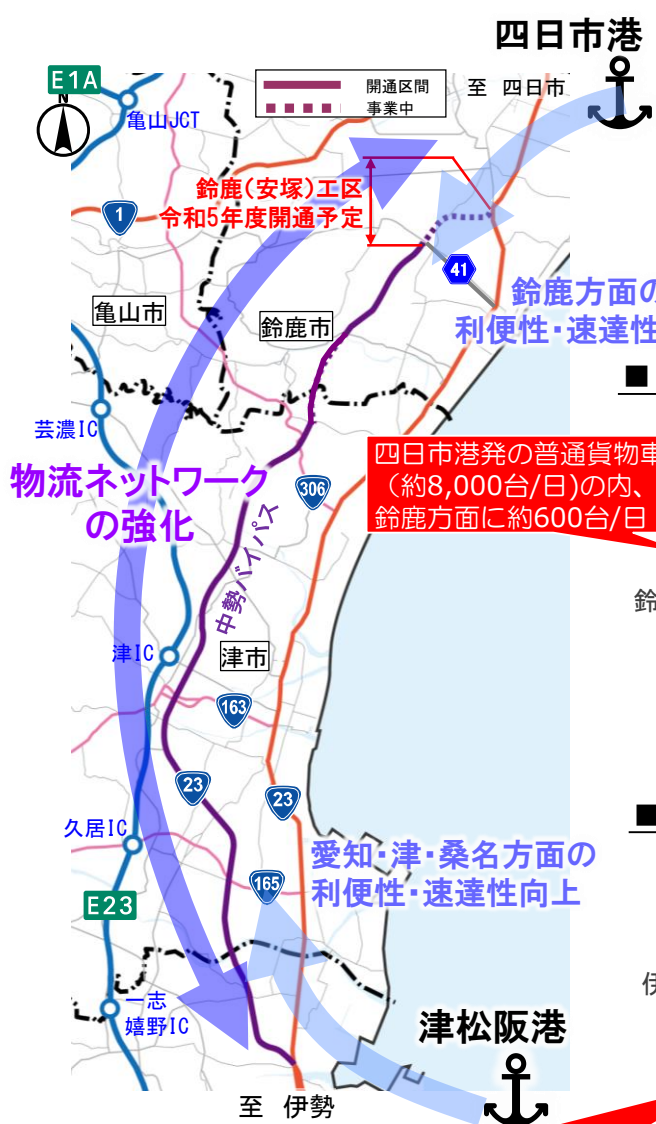 四日市港
E1A
N
亀山JCT
開通区間
事業中
至 四日市
鈴鹿(安塚)工区
令和5年度開通予定
1
41
鈴鹿方面の
利便性・速達性
亀山市
鈴鹿市
■
芸濃IC
四日市港発の普通貨物車
(約8,000台/日)の内、
鈴鹿方面に約600台/日
物流ネットワーク
の強化
306
中勢バイパス
鈴
津IC
津市
163
23
23
■
久居IC
愛知・津・桑名方面の
利便性・速達性向上
165
E23
伊
一志
嬉野IC
津松阪港
至 伊勢